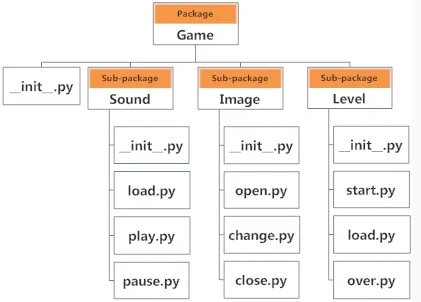 Package
Game
__init__.py
Sub-package
Sound
Sub-package
Image
Sub-package
Level
__init__.py
__init__.py
__init__.py
load.py
open.py
start.py
play.py
change.py
load.py
pause.py
close.py
over.py